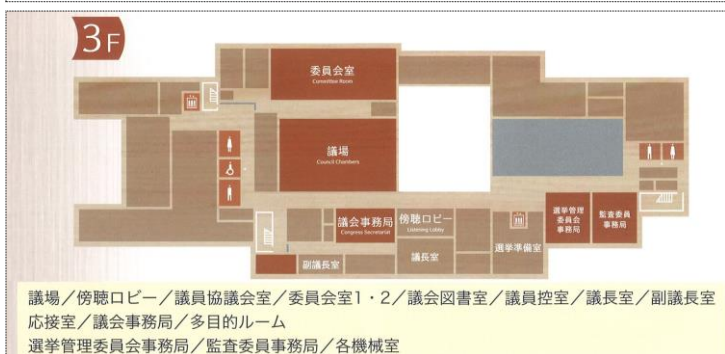 3F
委員会室
Committee Room
議場
Council Chambers
議会事務局
Congress Secretariat
傍聴ロビー
Listening Lobby
選挙管理
委員会
事務局
監査委員
事務局
副議長室
議長室
選挙準備室
議場／傍聴ロビー／議員協議会室／委員会室1・2／議会図書室／議員控室／議長室／副議長室
応接室／議会事務局／多目的ルーム
選挙管理委員会事務局／監査委員事務局／各機械室